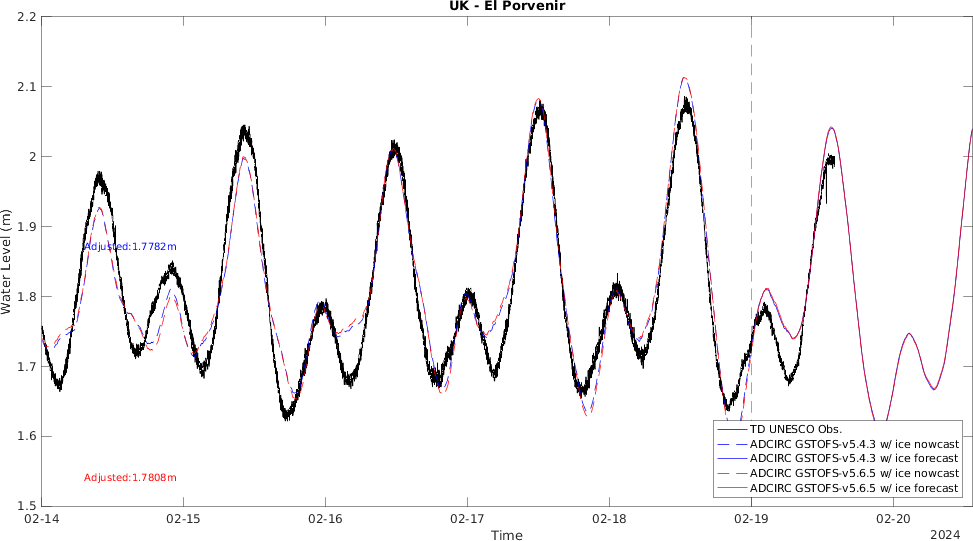 UK - El Porvenir
2.2
2.1
2
1.9
1.8
1.7
1.6
1.5
Water Level (m)
Adjusted:1.7782m
Adjusted:1.7808m
TD UNESCO Obs.
ADCIRC GSTOFS-v5.4.3 w/ ice nowcast
ADCIRC GSTOFS-v5.4.3 w/ ice forecast
ADCIRC GSTOFS-v5.6.5 w/ ice nowcast
ADCIRC GSTOFS-v5.6.5 w/ ice forecast
02-14 02-15 02-16 02-17 02-18 02-19 02-20
Time
2024